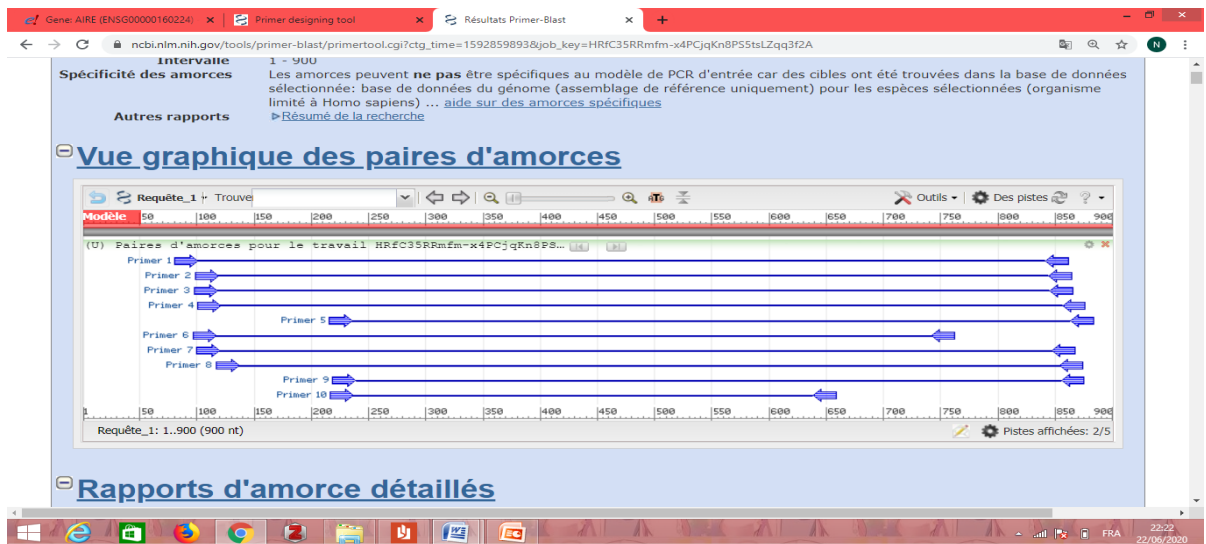 Gene: AIRE (ENSG00000160224) × Primer designing tool × Résultats Primer-Blast × +
ncbi.nlm.nih.gov/tools/primer-blast/primertool.cgi?ctg_time=1592859893&job_key=HRfC35RRmfm-x4PCjqKn8PS5tsLZqq3f2A N
Intervalle 1 - 900
Spécificité des amorces Les amorces peuvent ne pas être spécifiques au modèle de PCR d'entrée car des cibles ont été trouvées dans la base de données
sélectionnée: base de données du génome (assemblage de référence uniquement) pour les espèces sélectionnées (organisme
limité à Homo sapiens) ... aide sur des amorces spécifiques
Autres rapports Résumé de la recherche
Vue graphique des paires d'amorces
Requête_1 Trouve Outils Des pistes ?
Modèle 50 100 150 200 250 300 350 400 450 500 550 600 650 700 750 800 850 900
(U) Paires d'amorces pour le travail HRfC35RRmfm-x4PCjqKn8PS...
Primer 1
Primer 2
Primer 3
Primer 4
Primer 5
Primer 6
Primer 7
Primer 8
Primer 9
Primer 10
1 50 100 150 200 250 300 350 400 450 500 550 600 650 700 750 800 850 900
Requête_1: 1..900 (900 nt) Pistes affichées: 2/5
Rapports d'amorce détaillés
FRA 22:22
22/06/2020